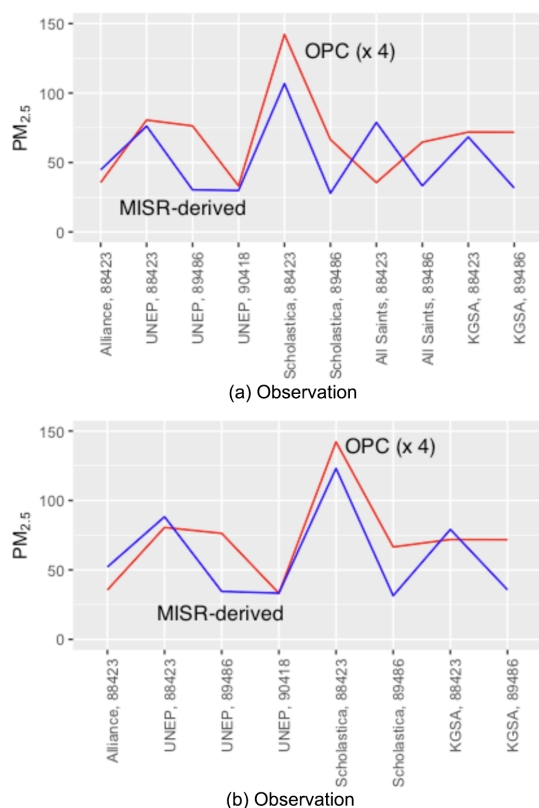 150
OPC (x 4)
100
PM2.5
50
MISR-derived
0
Alliance, 88423
UNEP, 88423
UNEP, 89486
UNEP, 90418
Scholastica, 88423
Scholastica, 89486
All Saints, 88423
All Saints, 89486
KGSA, 88423
KGSA, 89486
(a) Observation
150
OPC (x 4)
100
PM2.5
50
MISR-derived
0
Alliance, 88423
UNEP, 88423
UNEP, 89486
UNEP, 90418
Scholastica, 88423
Scholastica, 89486
KGSA, 88423
KGSA, 89486
(b) Observation